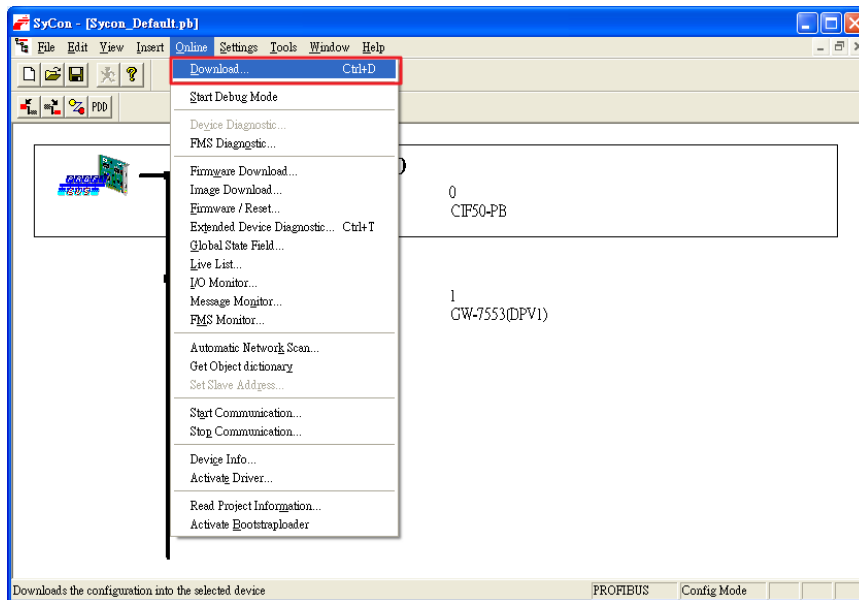 SyCon - [Sycon_Default.pb]
File Edit View Insert Online Settings Tools Window Help
Download... Ctrl+D
PDD
Start Debug Mode
Device Diagnostic...
FMS Diagnostic...
Firmware Download...
Image Download...
Firmware / Reset...
Extended Device Diagnostic... Ctrl+T
Global State Field...
Live List...
I/O Monitor...
Message Monitor...
FMS Monitor...
Automatic Network Scan...
Get Object dictionary
Set Slave Address...
Start Communication...
Stop Communication...
Device Info...
Activate Driver...
Read Project Information...
Activate Bootstraploader
PROFI
BUS
0
CIF50-PB
1
GW-7553(DPV1)
Downloads the configuration into the selected device PROFIBUS Config Mode